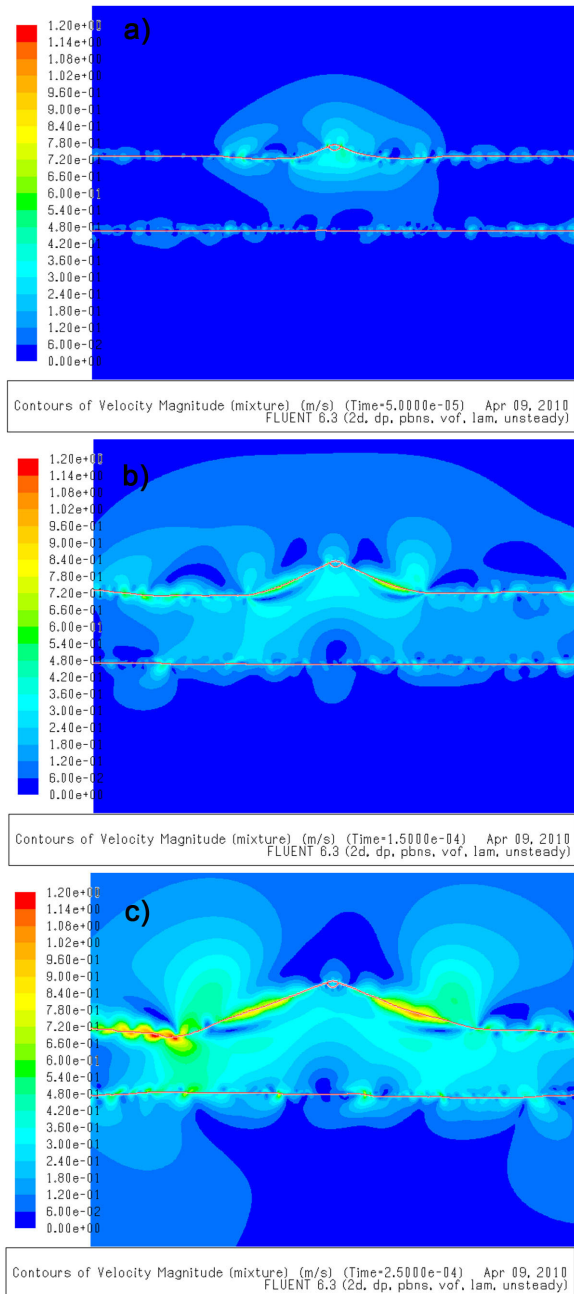 a)
1.20e+00
1.14e+00
1.08e+00
1.02e+00
9.60e-01
9.00e-01
8.40e-01
7.80e-01
7.20e-01
6.60e-01
6.00e-01
5.40e-01
4.80e-01
4.20e-01
3.60e-01
3.00e-01
2.40e-01
1.80e-01
1.20e-01
6.00e-02
0.00e+00
Contours of Velocity Magnitude (mixture) (m/s) (Time=5.0000e-05) Apr 09, 2010
FLUENT 6.3 (2d, dp, pbns, vof, lam, unsteady)
b)
1.20e+00
1.14e+00
1.08e+00
1.02e+00
9.60e-01
9.00e-01
8.40e-01
7.80e-01
7.20e-01
6.60e-01
6.00e-01
5.40e-01
4.80e-01
4.20e-01
3.60e-01
3.00e-01
2.40e-01
1.80e-01
1.20e-01
6.00e-02
0.00e+00
Contours of Velocity Magnitude (mixture) (m/s) (Time=1.5000e-04) Apr 09, 2010
FLUENT 6.3 (2d, dp, pbns, vof, lam, unsteady)
c)
1.20e+00
1.14e+00
1.08e+00
1.02e+00
9.60e-01
9.00e-01
8.40e-01
7.80e-01
7.20e-01
6.60e-01
6.00e-01
5.40e-01
4.80e-01
4.20e-01
3.60e-01
3.00e-01
2.40e-01
1.80e-01
1.20e-01
6.00e-02
0.00e+00
Contours of Velocity Magnitude (mixture) (m/s) (Time=2.5000e-04) Apr 09, 2010
FLUENT 6.3 (2d, dp, pbns, vof, lam, unsteady)